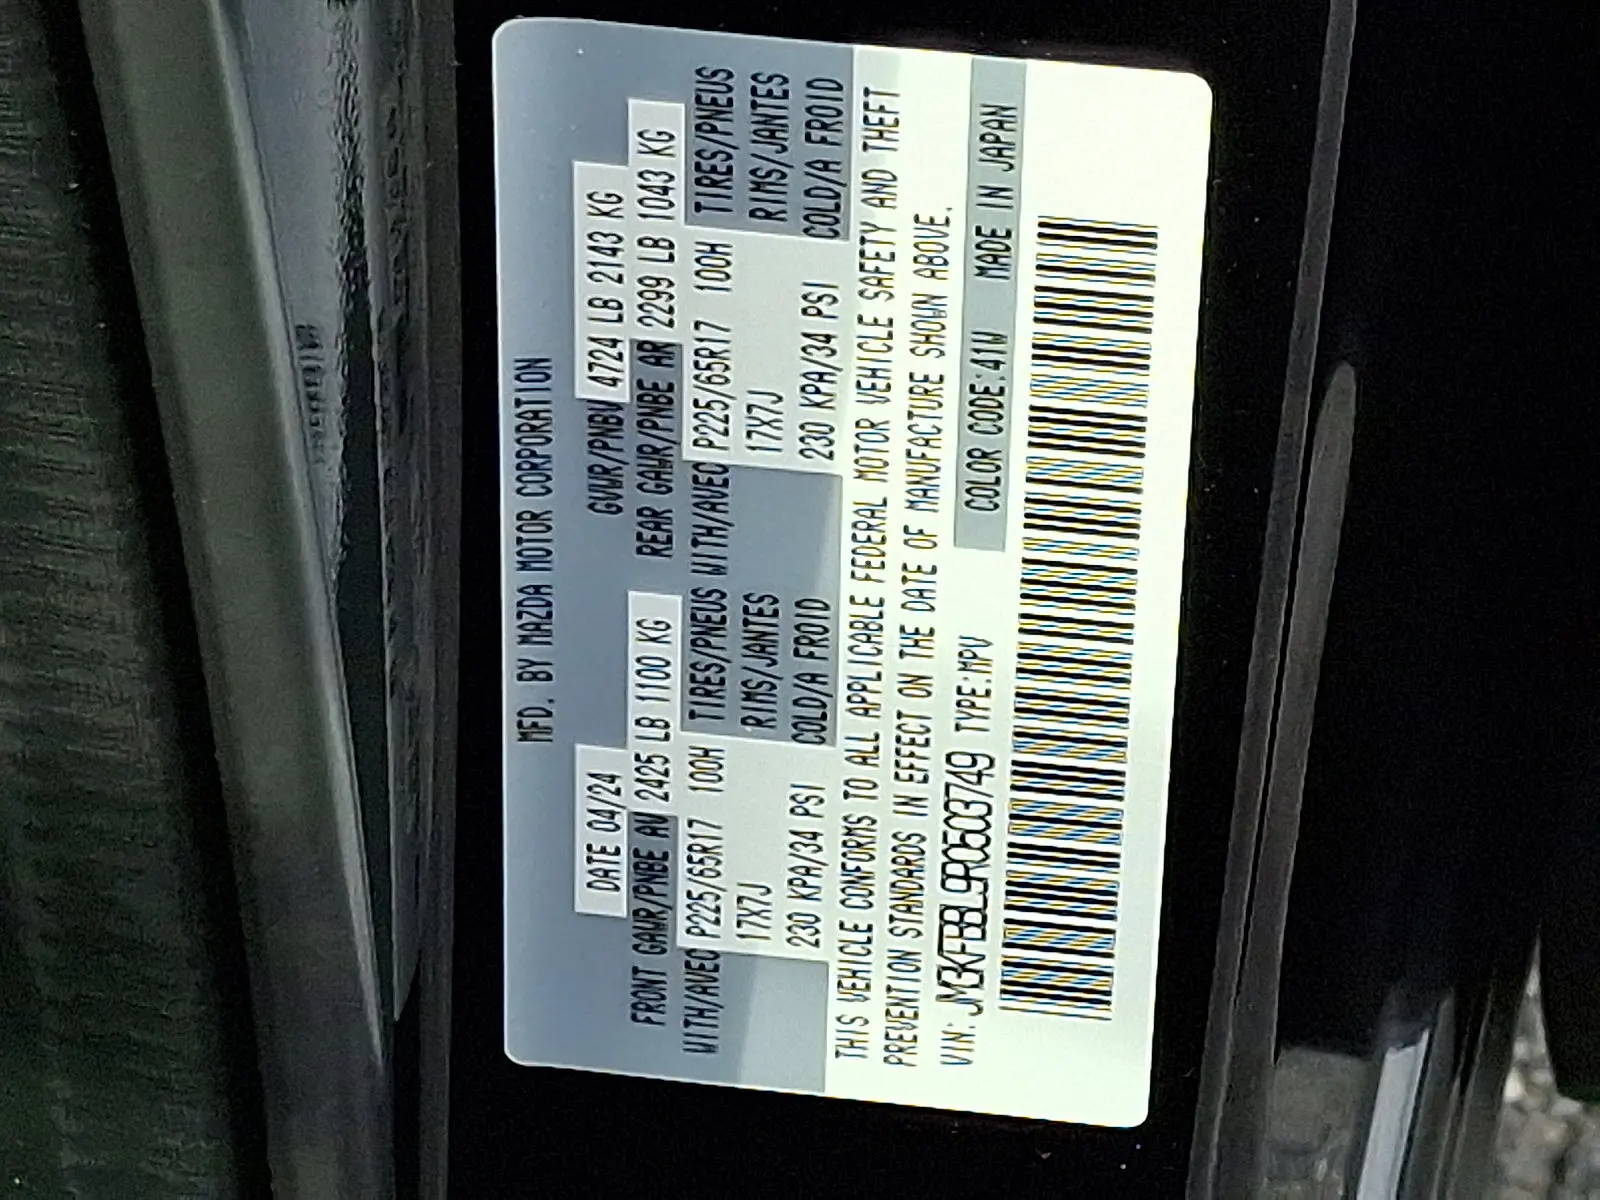 MFD. BY MAZDA MOTOR CORPORATION
DATE 04/24 GVWR/PNBV 4724 LB 2143 KG
FRONT GAWR/PNBE AV 2425 LB 1100 KG REAR GAWR/PNBE AR 2299 LB 1043 KG
WITH/AVEC P225/65R17 100H TIRES/PNEUS WITH/AVEC P225/65R17 100H TIRES/PNEUS
17X7J RIMS/JANTES 17X7J RIMS/JANTES
230 KPA/34 PSI COLD/A FROID 230 KPA/34 PSI COLD/A FROID
THIS VEHICLE CONFORMS TO ALL APPLICABLE FEDERAL MOTOR VEHICLE SAFETY AND THEFT
PREVENTION STANDARDS IN EFFECT ON THE DATE OF MANUFACTURE SHOWN ABOVE.
VIN: JM3KFBBL9R0503749 TYPE:MPV COLOR CODE:41W MADE IN JAPAN